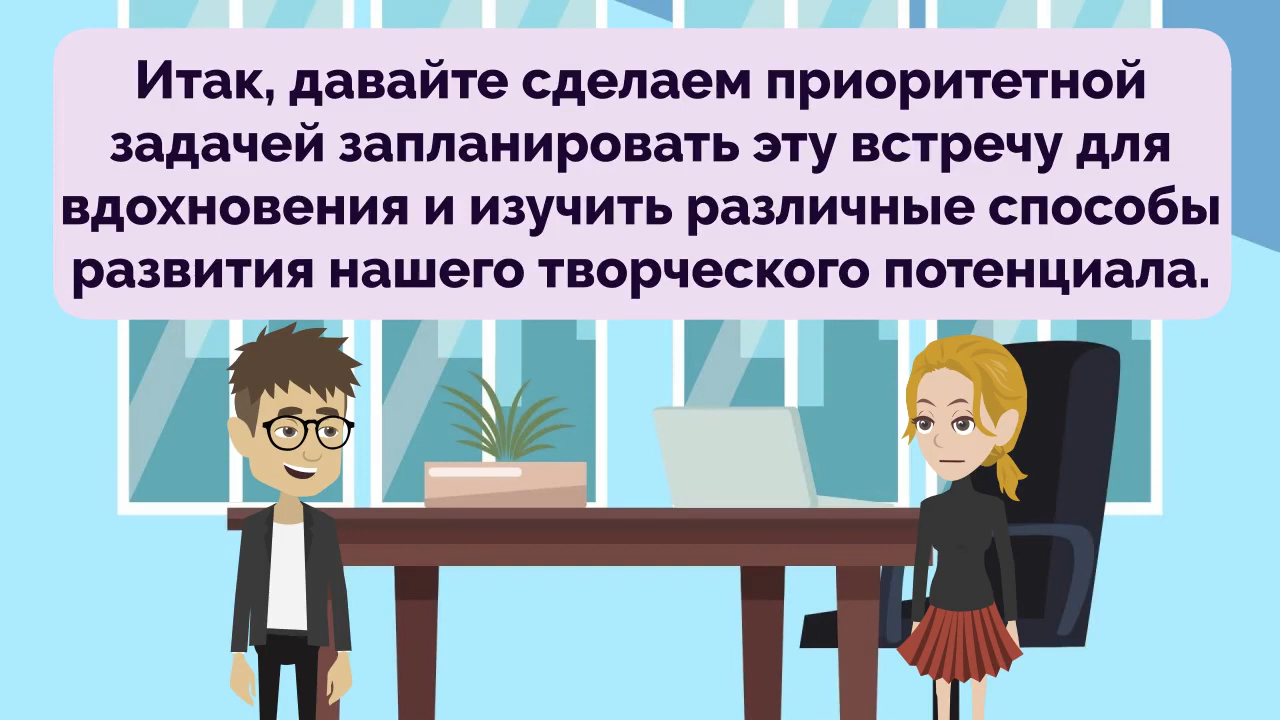 Итак, давайте сделаем приоритетной
задачей запланировать эту встречу для
вдохновения и изучить различные способы
развития нашего творческого потенциала.